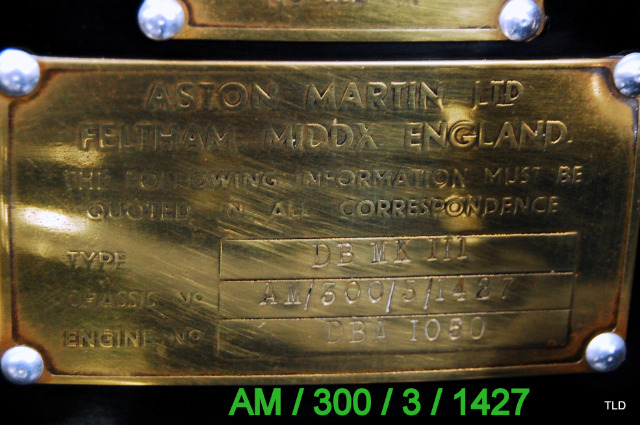 ASTON MARTIN LTD
FELTHAM MIDDX ENGLAND.
THE FOLLOWING INFORMATION MUST BE
QUOTED IN ALL CORRESPONDENCE
TYPE DB MK III
CHASSIS No AM/300/3/1427
ENGINE No DBA 1050
AM / 300 / 3 / 1427
TLD